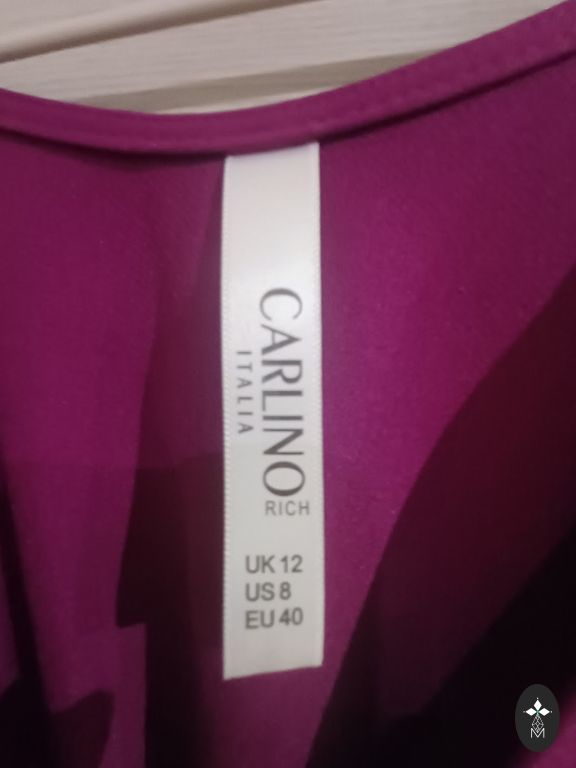 CARLINO
ITALIA
RICH
UK 12
US 8
EU 40
M